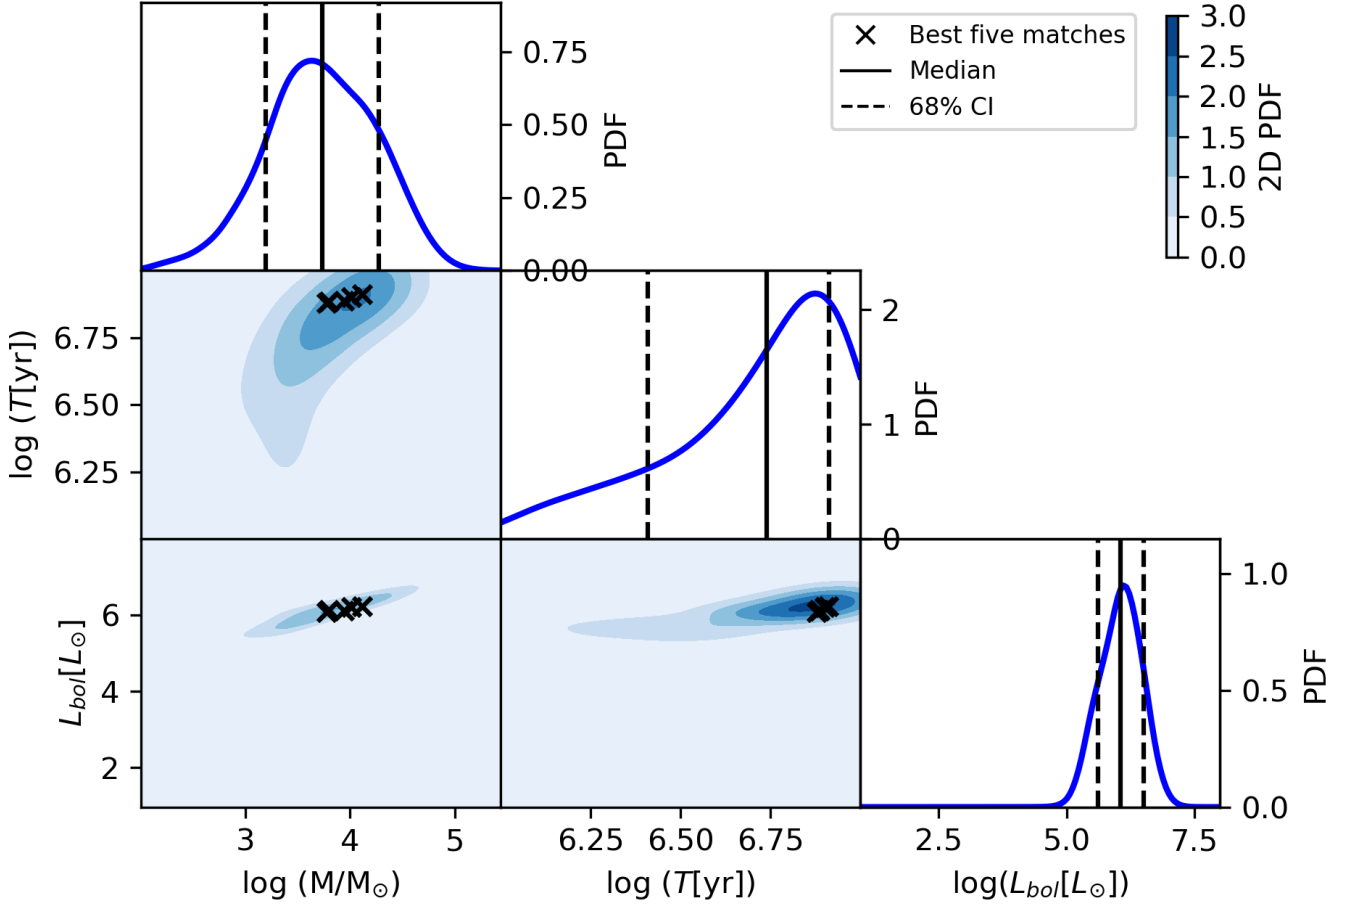 0.75
0.50
0.25
0.00
PDF
Best five matches
Median
68% CI
3.0
2.5
2.0
1.5
1.0
0.5
0.0
2D PDF
6.75
6.50
6.25
log (T[yr])
2
1
0
PDF
6
4
2
L_bol[L_⊙]
1.0
0.5
0.0
PDF
3 4 5
log (M/M_⊙)
6.25 6.50 6.75
log (T[yr])
2.5 5.0 7.5
log(L_bol[L_⊙])